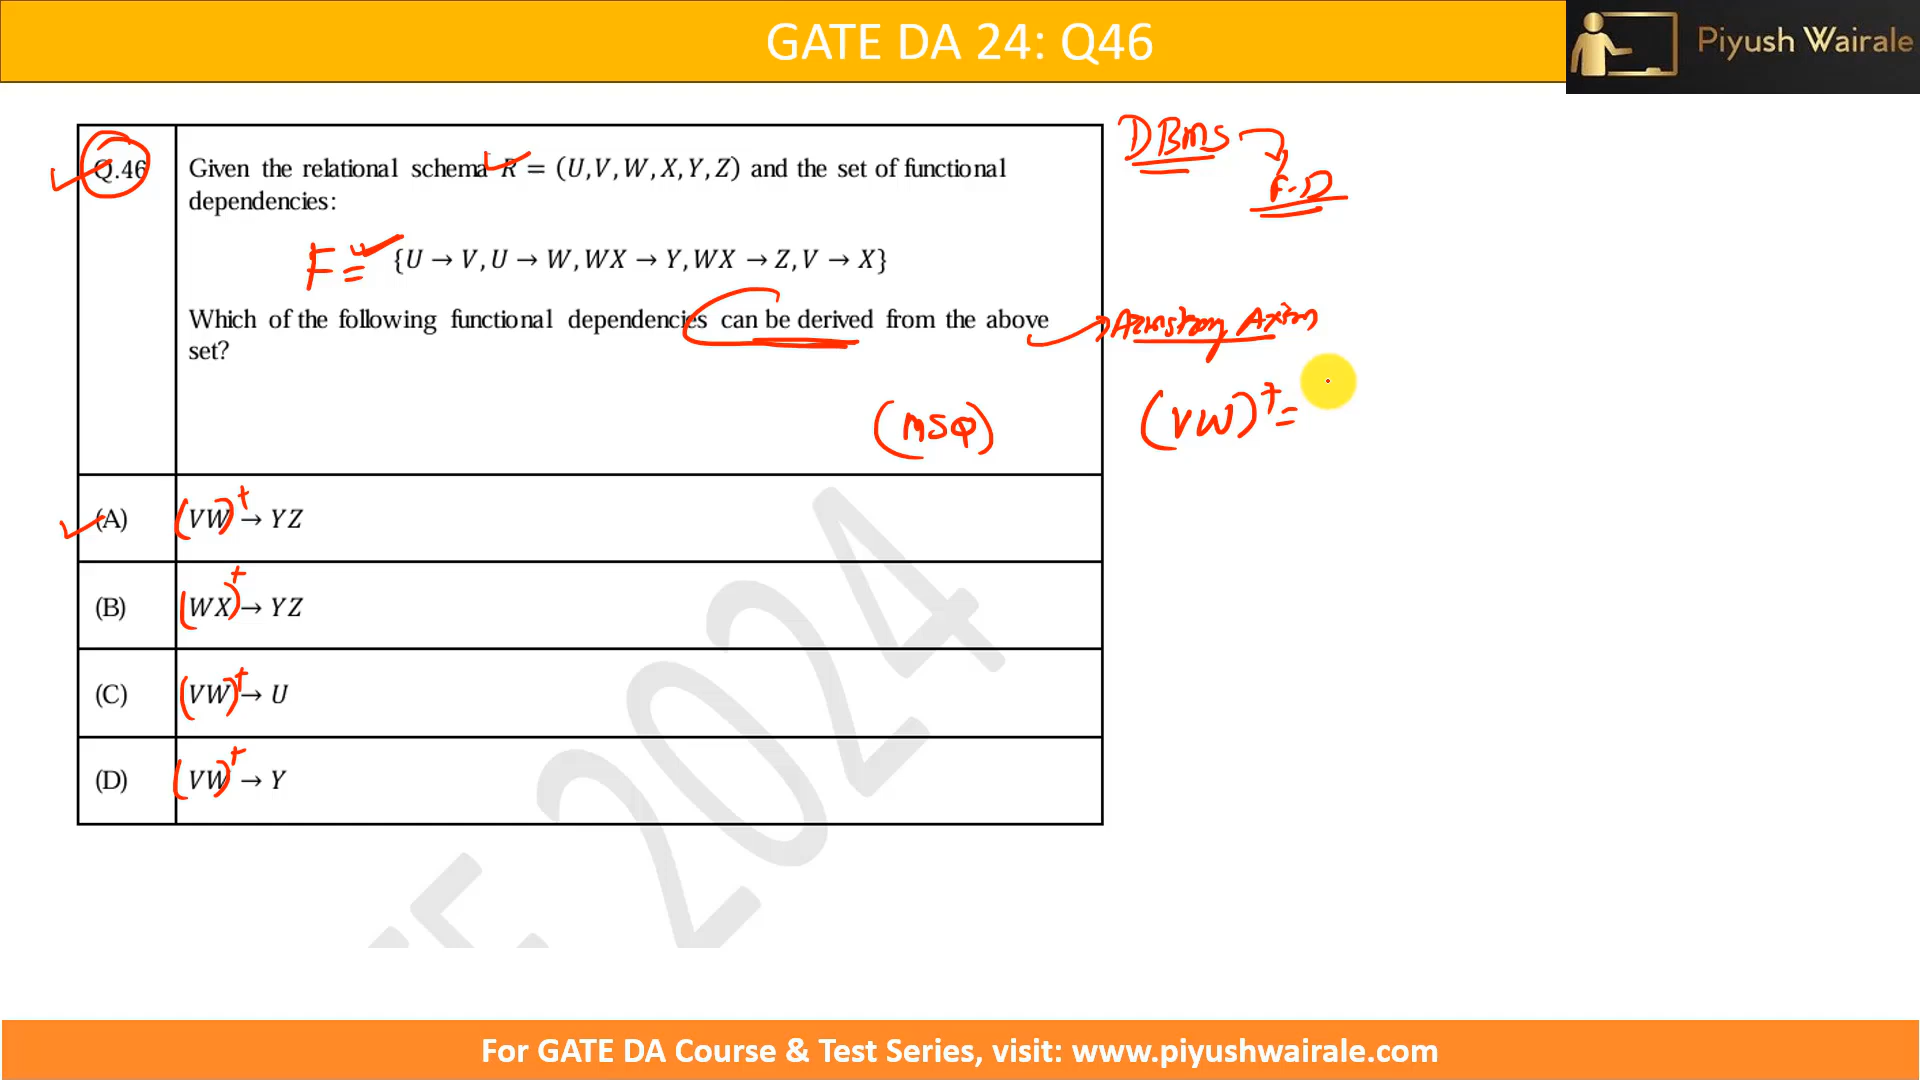 GATE DA 24: Q46
Piyush Wairale
Q.46
Given the relational schema R = (U, V, W, X, Y, Z) and the set of functional
dependencies:
F = {U → V, U → W, WX → Y, WX → Z, V → X}
Which of the following functional dependencies can be derived from the above
set?
(MSQ)
DBMS
F.D
(VW)⁺ =
(A) (VW)⁺ → YZ
(B) (WX)⁺ → YZ
(C) (VW)⁺ → U
(D) (VW)⁺ → Y
2024
For GATE DA Course & Test Series, visit: www.piyushwairale.com